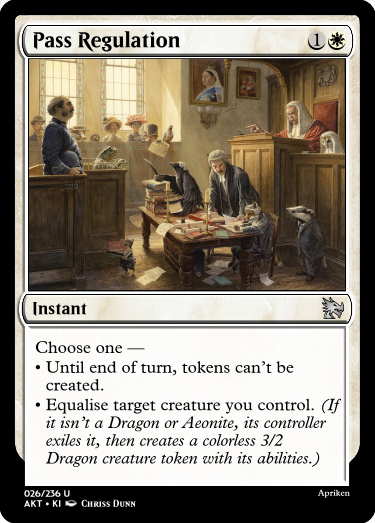 Pass Regulation
1
Instant
Choose one —
• Until end of turn, tokens can't be
created.
• Equalise target creature you control. (If
it isn't a Dragon or Aeonite, its controller
exiles it, then creates a colorless 3/2
Dragon creature token with its abilities.)
026/236 U
Apriken
AKT • KI Chriss Dunn